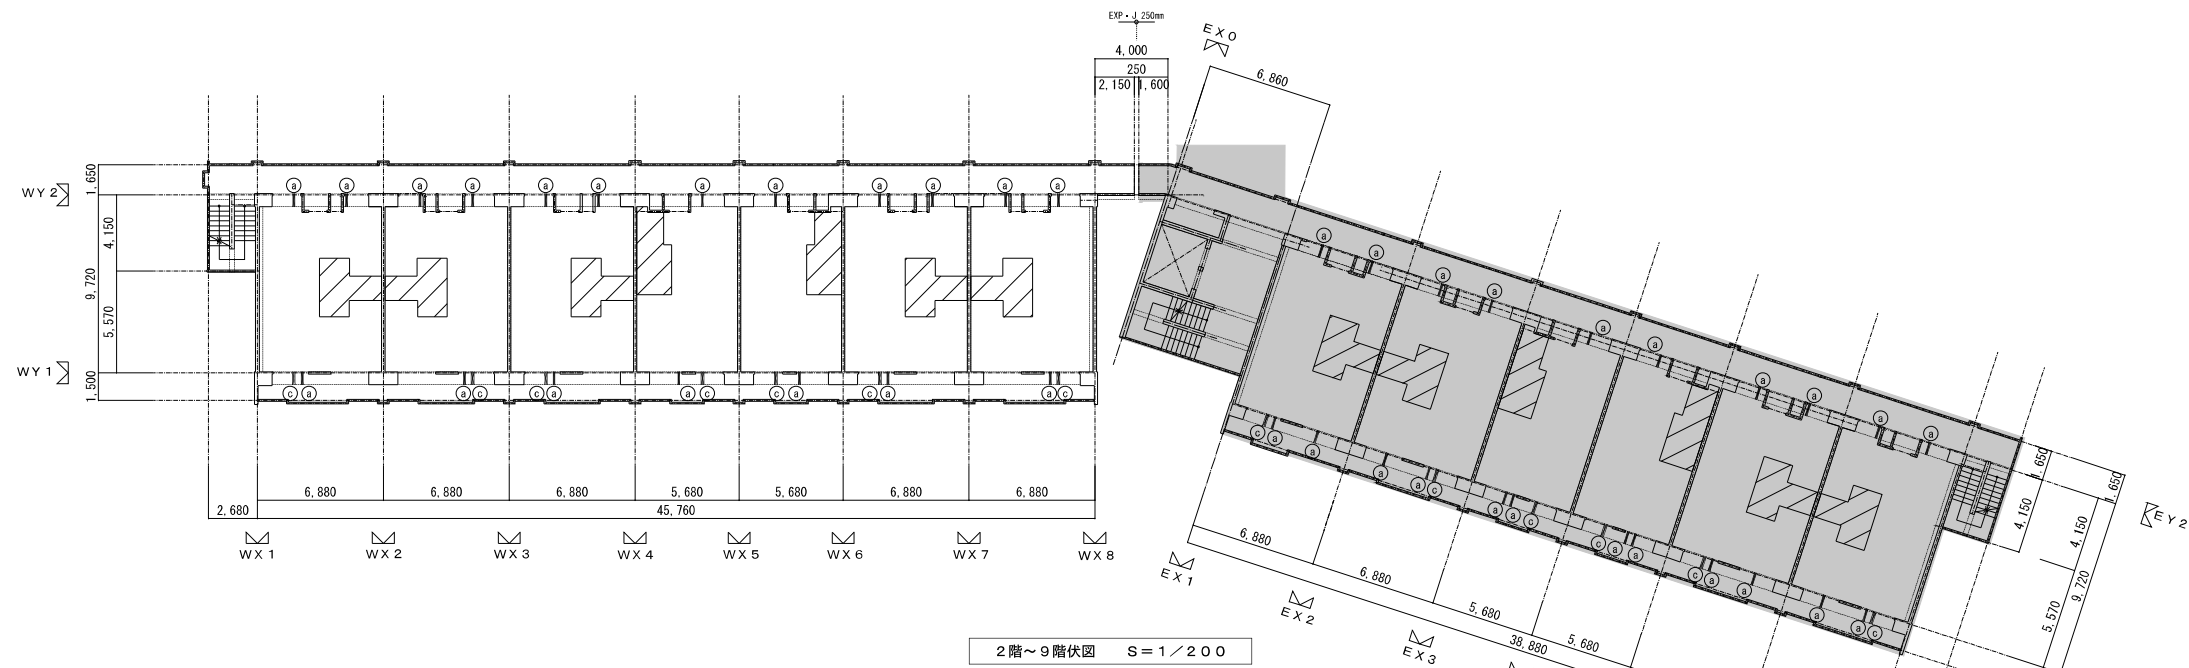 EXP・J 250mm
4,000
250
2,150
1,600
EX0
6,860
WY2
1,650
4,150
9,720
5,570
WY1
1,500
a a a a a a a a a a a a
c a a c c a a c c a c a a c
6,880
6,880
6,880
5,680
5,680
6,880
6,880
2,680
45,760
WX1
WX2
WX3
WX4
WX5
WX6
WX7
WX8
a a a a a a a a a a
c a a a a c a a c c a a c a a a a c
6,880
6,880
5,680
5,680
38,880
EX1
EX2
EX3
1,650
4,150
1,650
4,150
9,720
5,570
EY2
2階～9階伏図 S=1/200